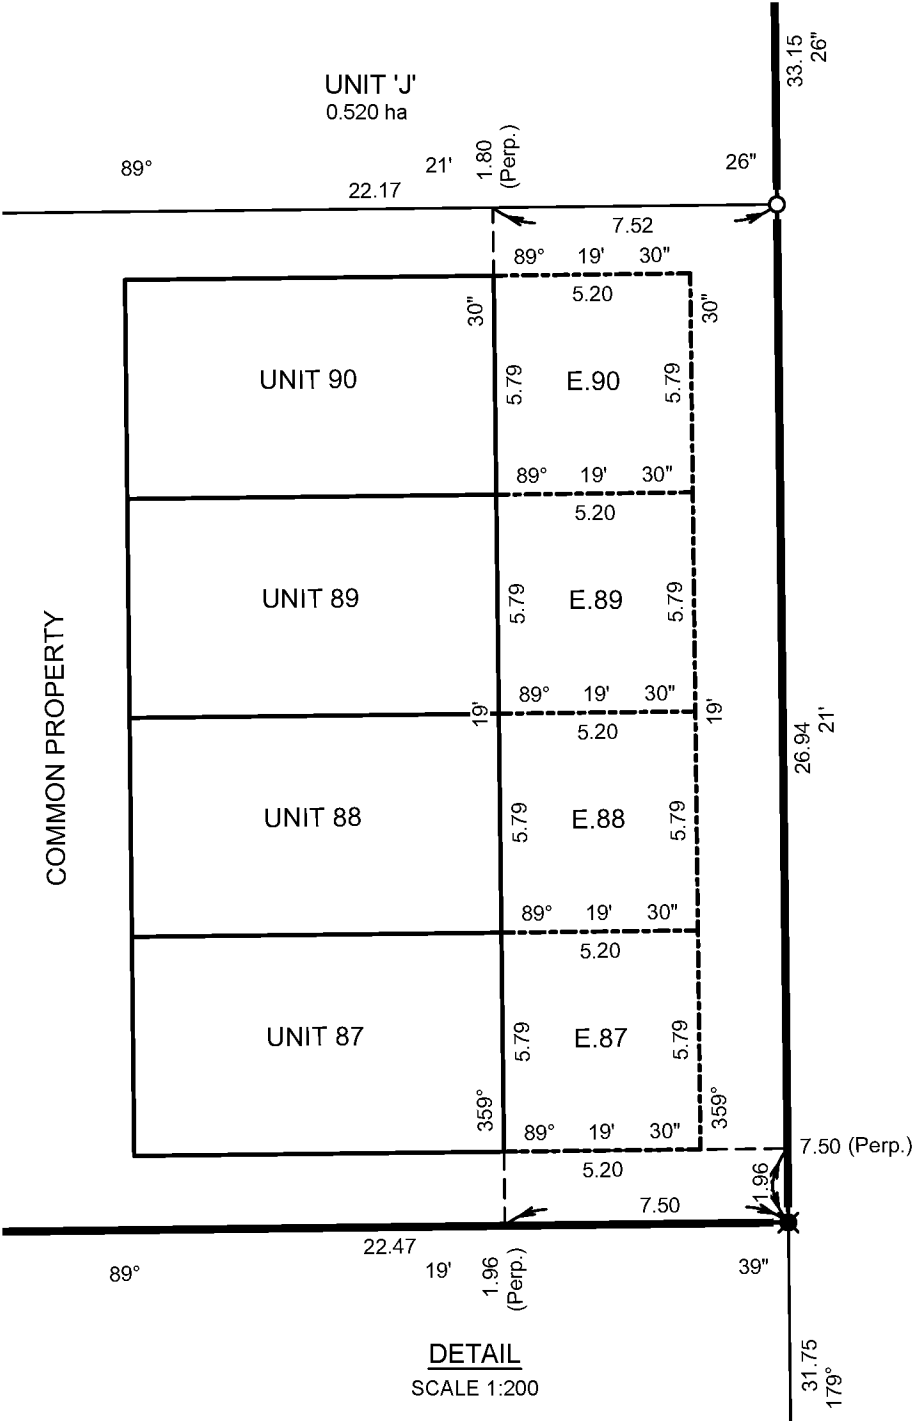 33.15
26"
UNIT 'J'
0.520 ha
89° 21' 26"
1.80
(Perp.)
22.17
7.52
89° 19' 30"
5.20
30"
30"
UNIT 90
5.79
E.90
5.79
89° 19' 30"
5.20
UNIT 89
5.79
E.89
5.79
COMMON PROPERTY
89° 19' 30"
19'
19'
5.20
26.94
21'
UNIT 88
5.79
E.88
5.79
89° 19' 30"
5.20
UNIT 87
5.79
E.87
5.79
359°
359°
89° 19' 30"
7.50 (Perp.)
5.20
1.96
7.50
22.47
89° 19' 39"
1.96
(Perp.)
DETAIL
SCALE 1:200
31.75
179°